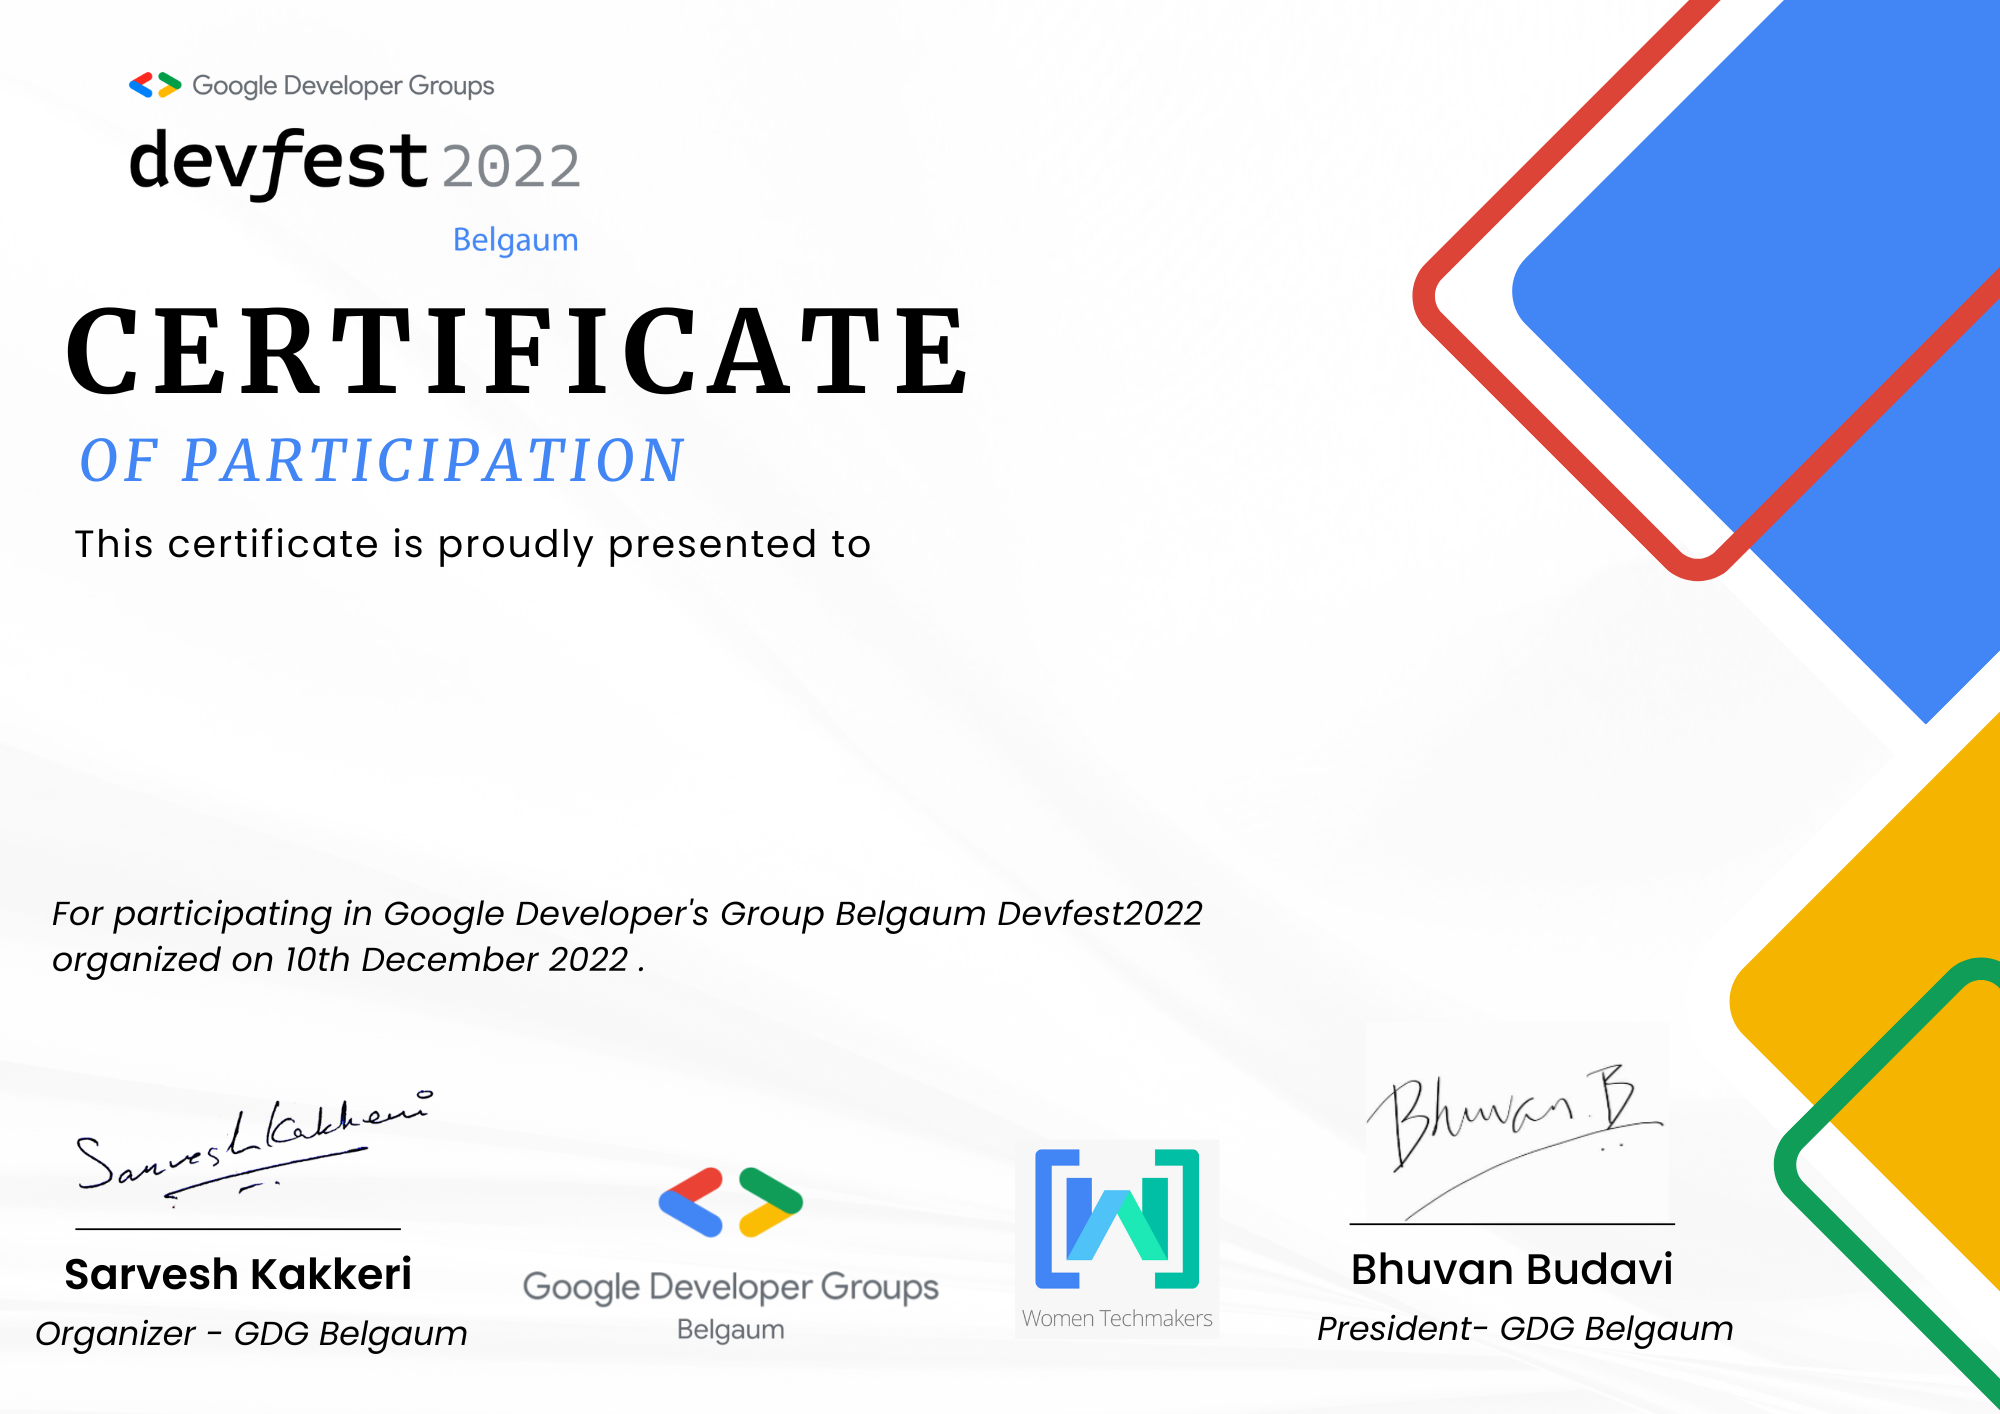 Google Developer Groups
devfest 2022
Belgaum
CERTIFICATE
OF PARTICIPATION
This certificate is proudly presented to
For participating in Google Developer's Group Belgaum Devfest2022
organized on 10th December 2022 .
Sarvesh Kakkeri
Bhuvan.B
Sarvesh Kakkeri
Organizer - GDG Belgaum
Google Developer Groups
Belgaum
Women Techmakers
Bhuvan Budavi
President- GDG Belgaum